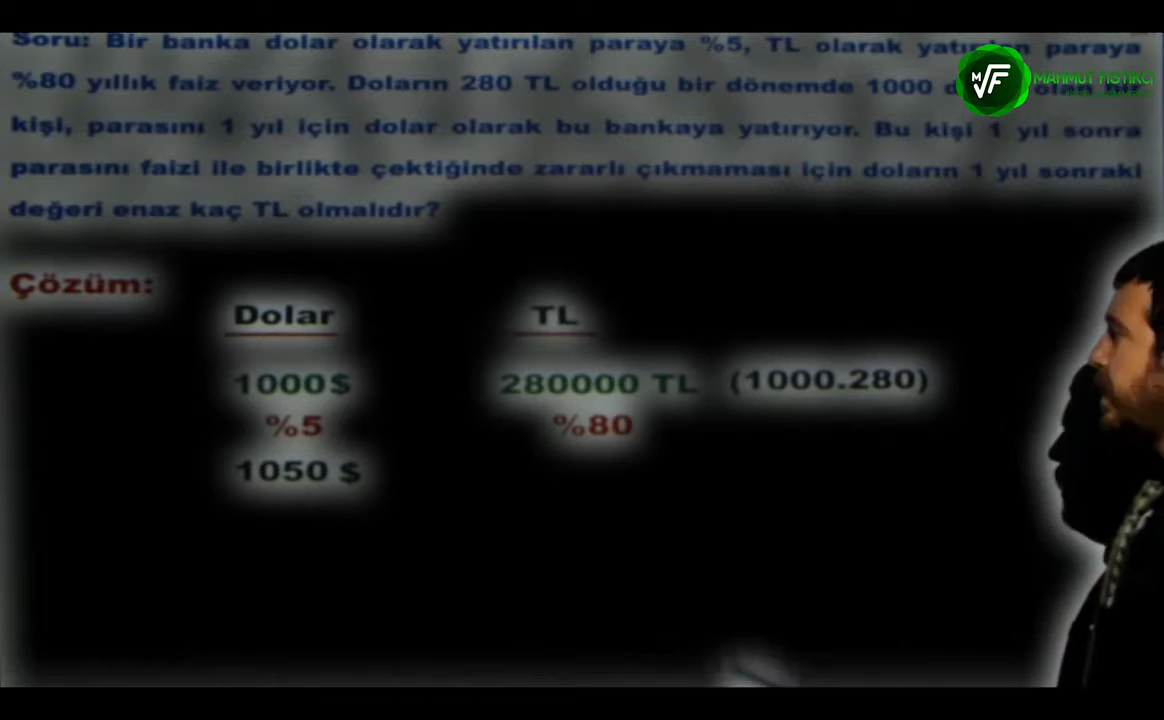 Soru: Bir banka dolar olarak yatırılan paraya %5, TL olarak paraya
%80 yıllık faiz veriyor. Doların 280 TL olduğu bir dönemde 1000
kişi, parasını 1 yıl için dolar olarak bu bankaya yatırıyor. Bu kişi 1 yıl sonra
parasını faizi ile birlikte çektiğinde zararlı çıkmaması için doların 1 yıl sonraki
değeri enaz kaç TL olmalıdır?
MF
MAHMUT FISTIKCI
Çözüm:
Dolar TL
1000$ 280000 TL (1000.280)
%5 %80
1050 $